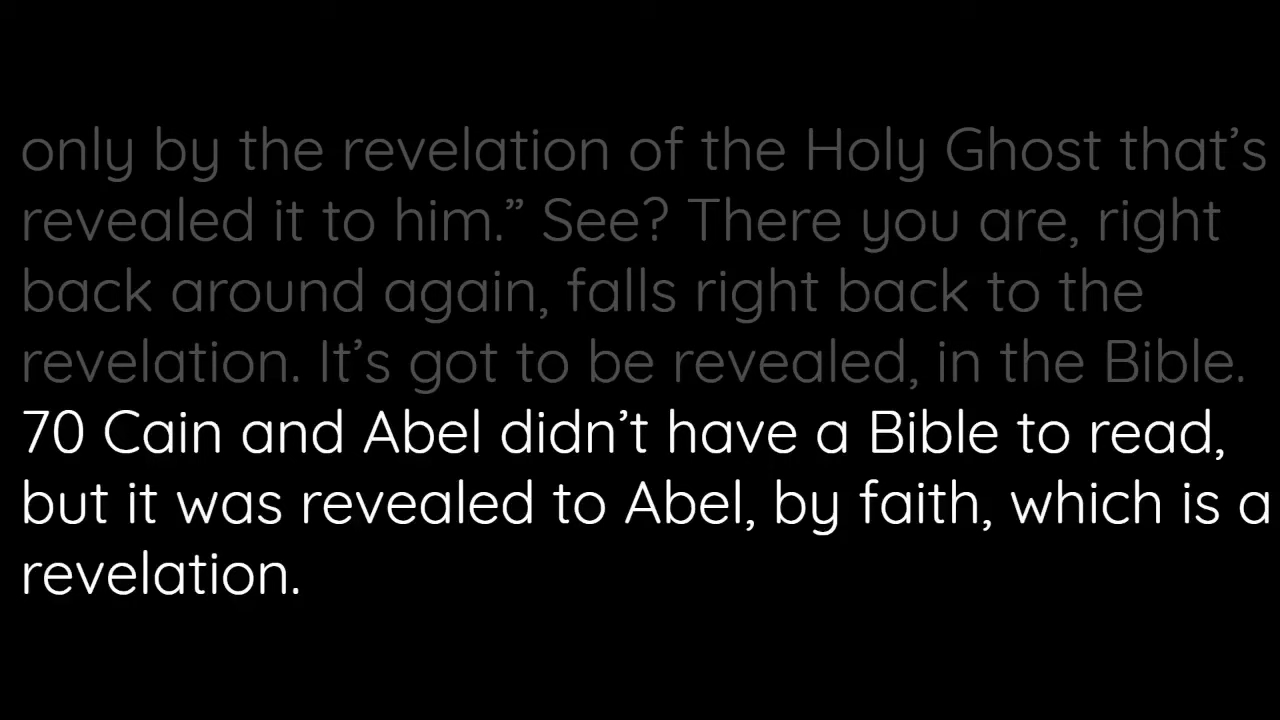 only by the revelation of the Holy Ghost that’s
revealed it to him.” See? There you are, right
back around again, falls right back to the
revelation. It’s got to be revealed, in the Bible.
70 Cain and Abel didn’t have a Bible to read,
but it was revealed to Abel, by faith, which is a
revelation.